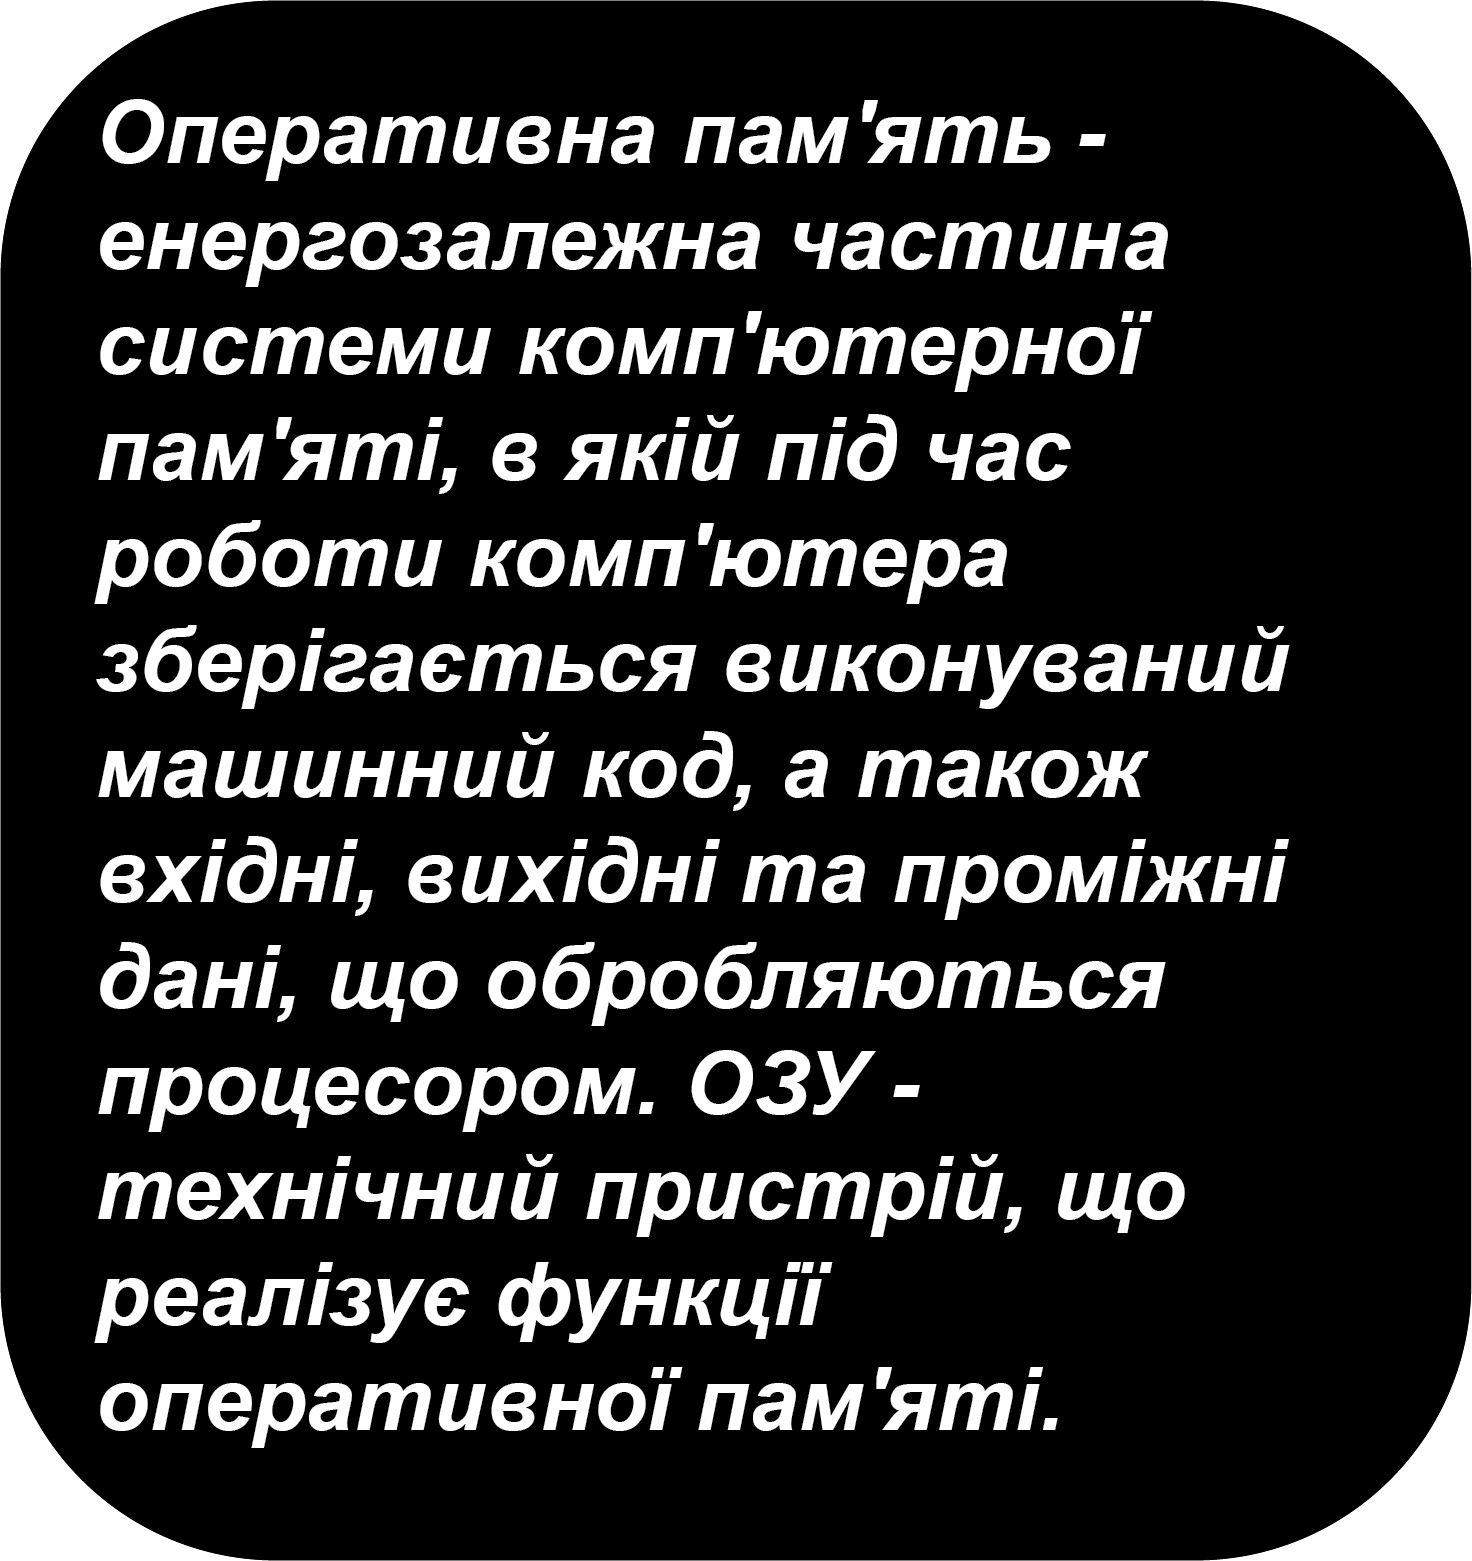 Оперативна пам'ять -
енергозалежна частина
системи комп'ютерної
пам'яті, в якій під час
роботи комп'ютера
зберігається виконуваний
машинний код, а також
вхідні, вихідні та проміжні
дані, що обробляються
процесором. ОЗУ -
технічний пристрій, що
реалізує функції
оперативної пам'яті.